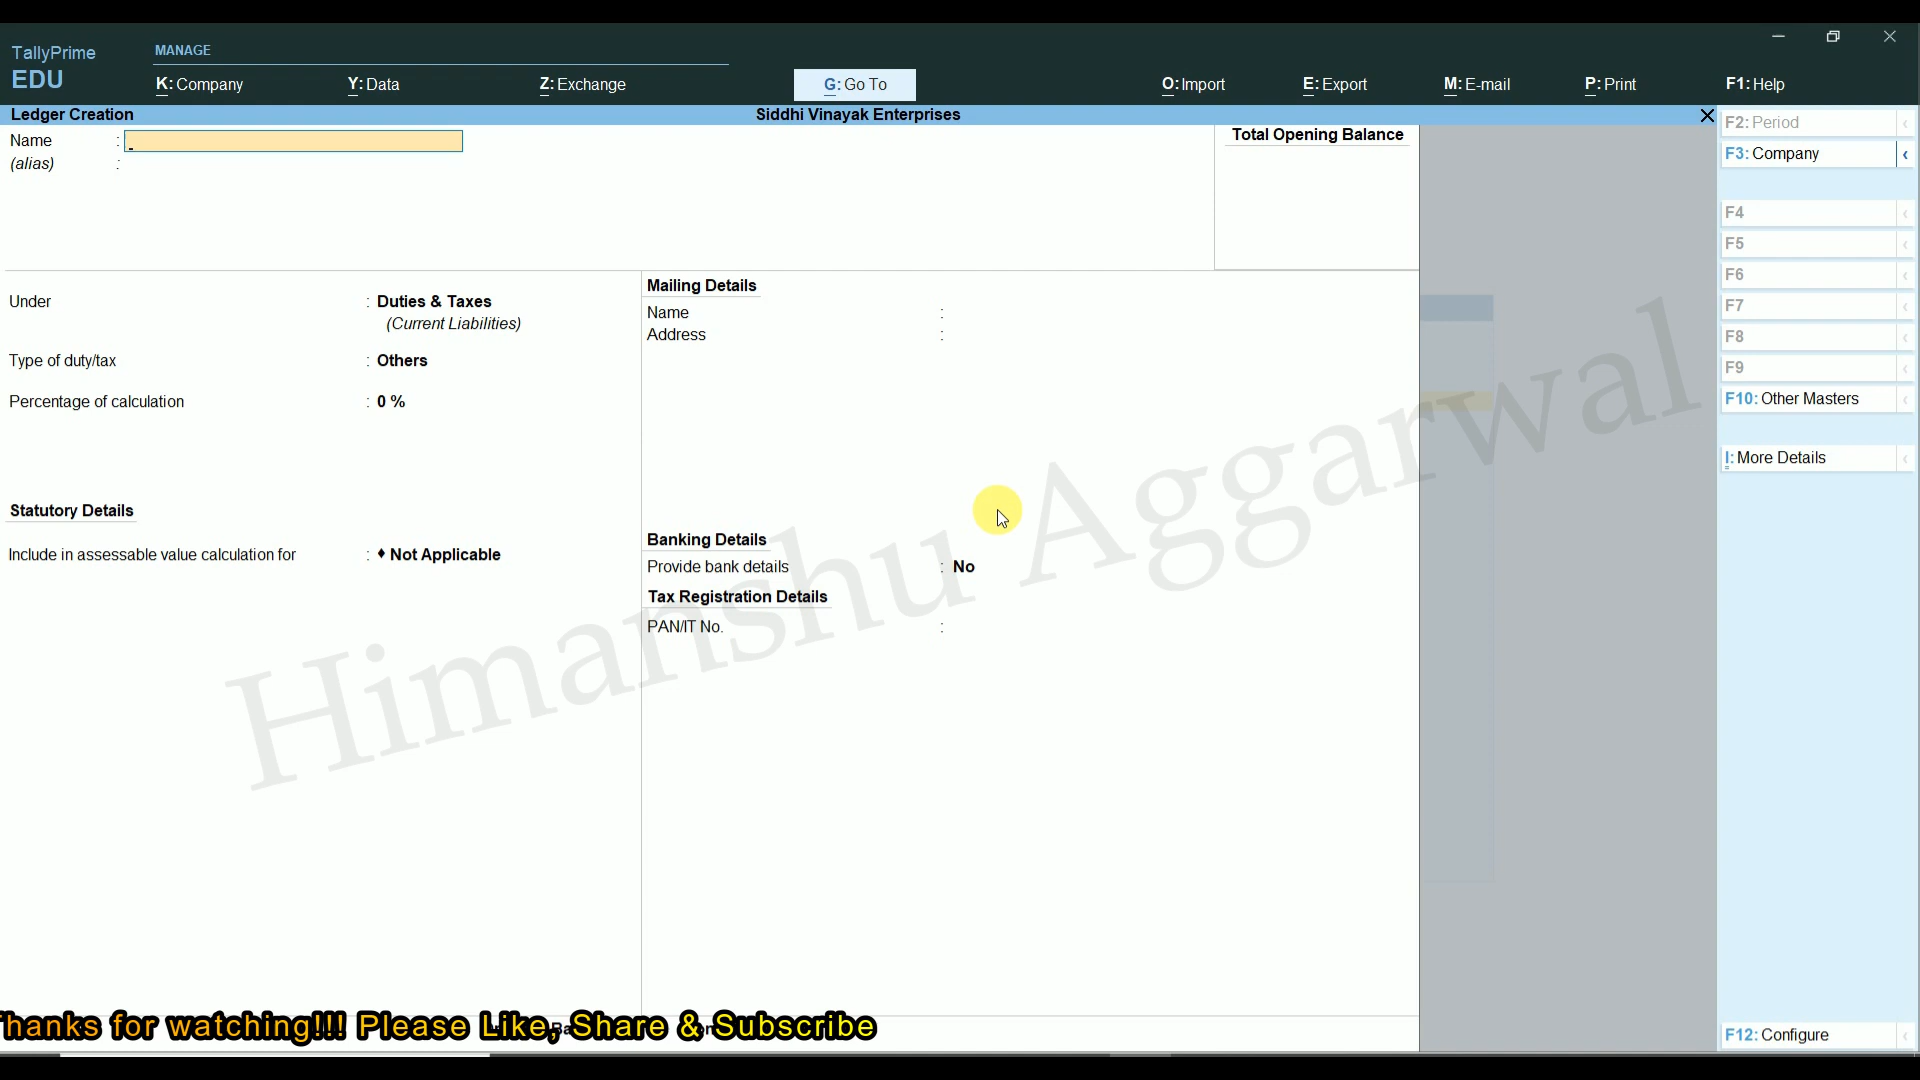 TallyPrime
EDU
MANAGE
K: Company
Y: Data
Z: Exchange
G: Go To
O: Import
E: Export
M: E-mail
P: Print
F1: Help
Ledger Creation
Siddhi Vinayak Enterprises
Name :
(alias) :
Total Opening Balance
Under : Duties & Taxes
(Current Liabilities)
Type of duty/tax : Others
Percentage of calculation : 0 %
Statutory Details
Include in assessable value calculation for : ♦ Not Applicable
Mailing Details
Name :
Address :
Banking Details
Provide bank details : No
Tax Registration Details
PAN/IT No. :
F2: Period
F3: Company
F4
F5
F6
F7
F8
F9
F10: Other Masters
I: More Details
F12: Configure
Himanshu Aggarwal
hanks for watching!!! Please Like, Share & Subscribe